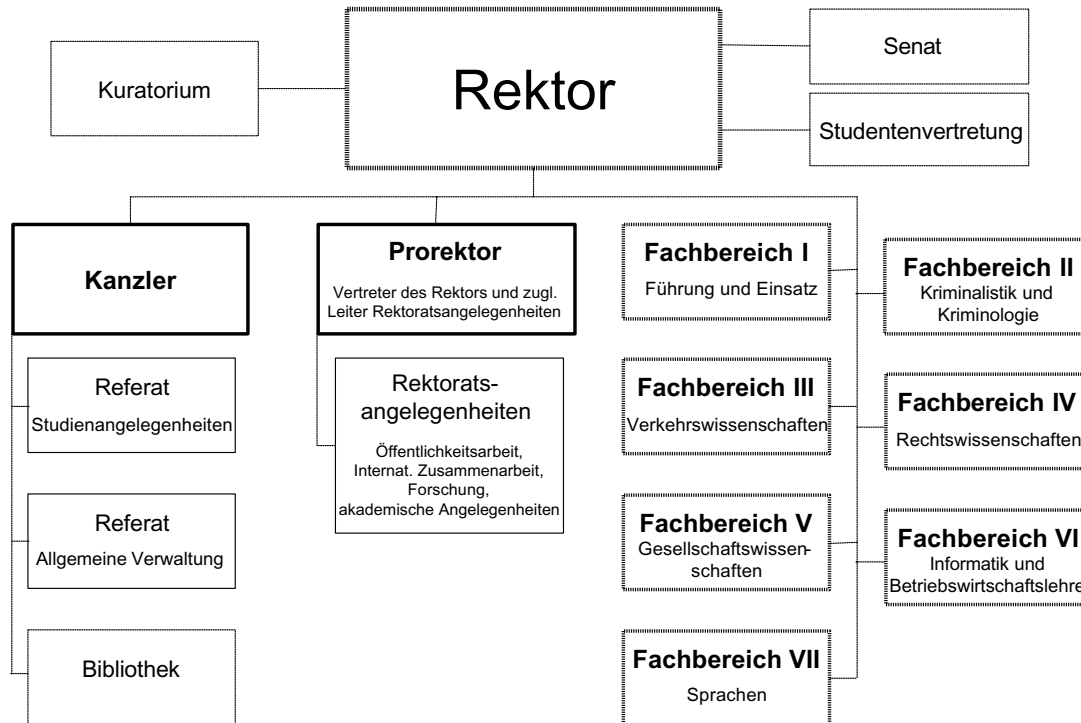 Kuratorium
Rektor
Senat
Studentenvertretung
Kanzler
Prorektor
Vertreter des Rektors und zugl.
Leiter Rektoratsangelegenheiten
Fachbereich I
Führung und Einsatz
Fachbereich II
Kriminalistik und
Kriminologie
Referat
Studienangelegenheiten
Rektorats-
angelegenheiten
Öffentlichkeitsarbeit,
Internat. Zusammenarbeit,
Forschung,
akademische Angelegenheiten
Fachbereich III
Verkehrswissenschaften
Fachbereich IV
Rechtswissenschaften
Referat
Allgemeine Verwaltung
Fachbereich V
Gesellschaftswissen-
schaften
Fachbereich VI
Informatik und
Betriebswirtschaftslehre
Bibliothek
Fachbereich VII
Sprachen